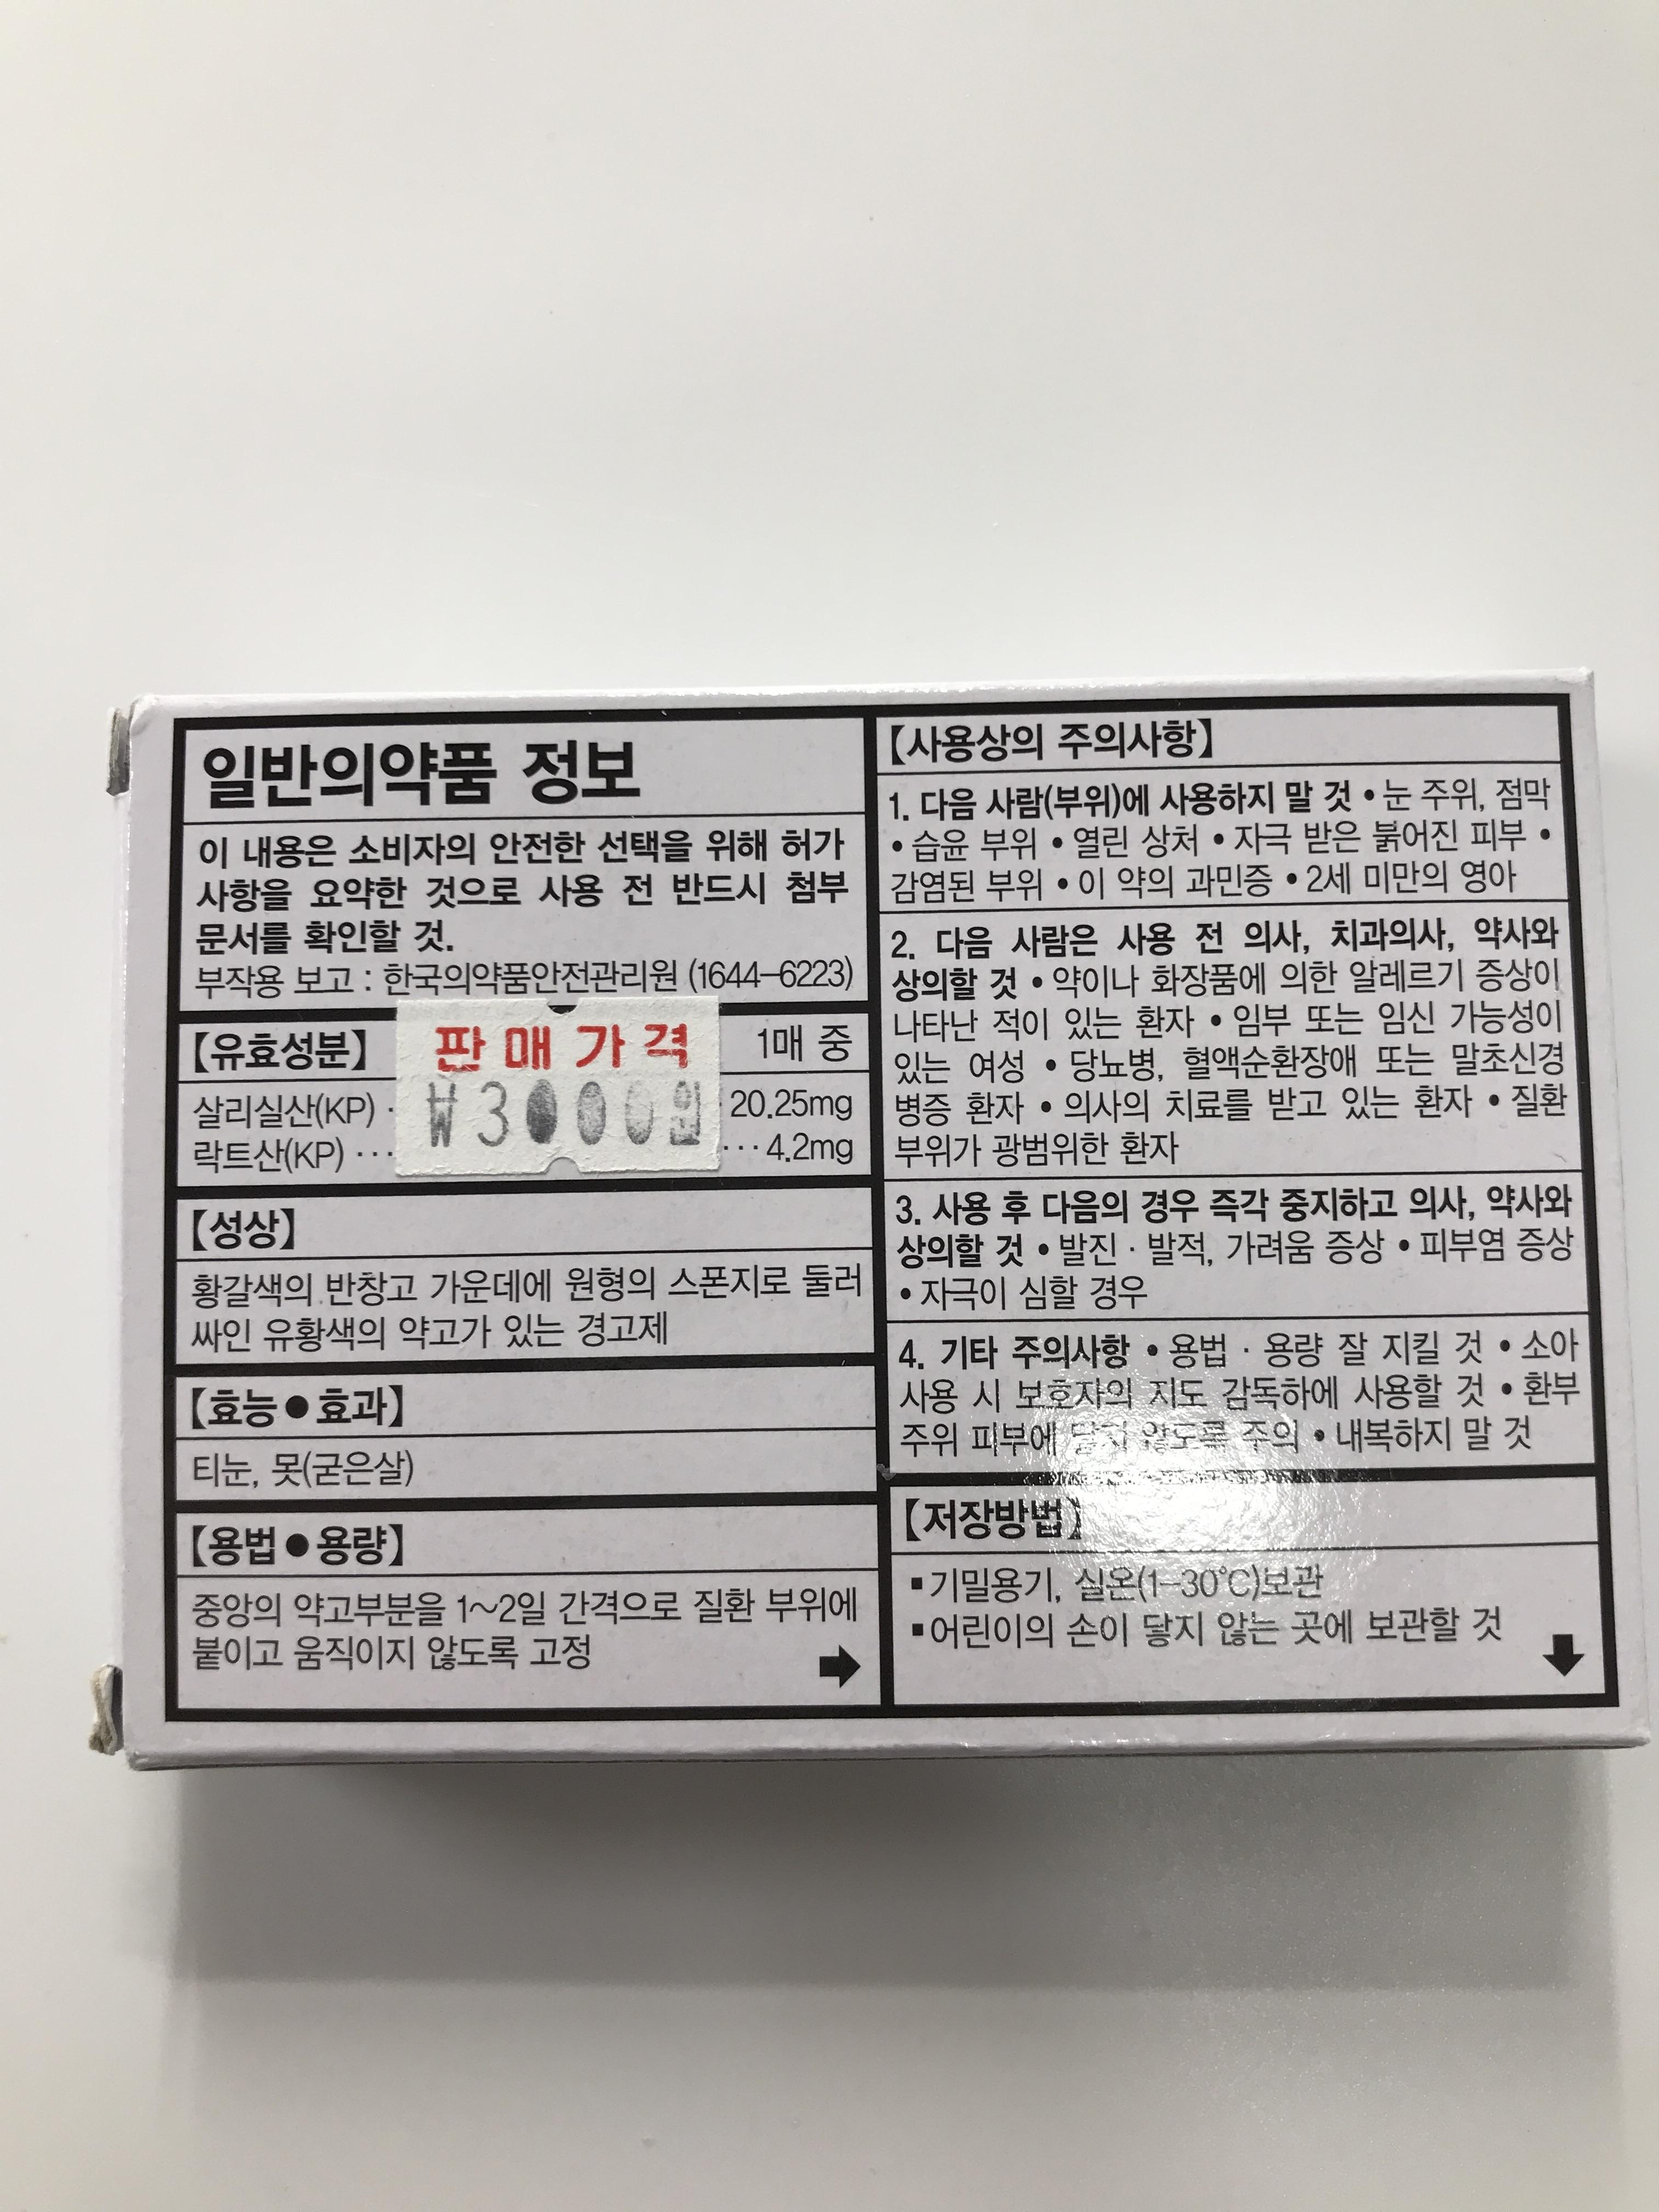 일반의약품 정보
이 내용은 소비자의 안전한 선택을 위해 허가
사항을 요약한 것으로 사용 전 반드시 첨부
문서를 확인할 것.
부작용 보고 : 한국의약품안전관리원 (1644-6223)
【유효성분】 1매 중
판매가격
₩3000원
살리실산(KP) · 20.25mg
락트산(KP) ··· ··· 4.2mg
【성상】
황갈색의 반창고 가운데에 원형의 스폰지로 둘러
싸인 유황색의 약고가 있는 경고제
【효능●효과】
티눈, 못(굳은살)
【용법●용량】
중앙의 약고부분을 1~2일 간격으로 질환 부위에
붙이고 움직이지 않도록 고정
【사용상의 주의사항】
1. 다음 사람(부위)에 사용하지 말 것 • 눈 주위, 점막
• 습윤 부위 • 열린 상처 • 자극 받은 붉어진 피부 •
감염된 부위 • 이 약의 과민증 • 2세 미만의 영아
2. 다음 사람은 사용 전 의사, 치과의사, 약사와
상의할 것 • 약이나 화장품에 의한 알레르기 증상이
나타난 적이 있는 환자 • 임부 또는 임신 가능성이
있는 여성 • 당뇨병, 혈액순환장애 또는 말초신경
병증 환자 • 의사의 치료를 받고 있는 환자 • 질환
부위가 광범위한 환자
3. 사용 후 다음의 경우 즉각 중지하고 의사, 약사와
상의할 것 • 발진 · 발적, 가려움 증상 • 피부염 증상
• 자극이 심할 경우
4. 기타 주의사항 • 용법 · 용량 잘 지킬 것 • 소아
사용 시 보호자의 지도 감독하에 사용할 것 • 환부
주위 피부에 닿지 않도록 주의 • 내복하지 말 것
【저장방법】
▪기밀용기, 실온(1-30℃)보관
▪어린이의 손이 닿지 않는 곳에 보관할 것